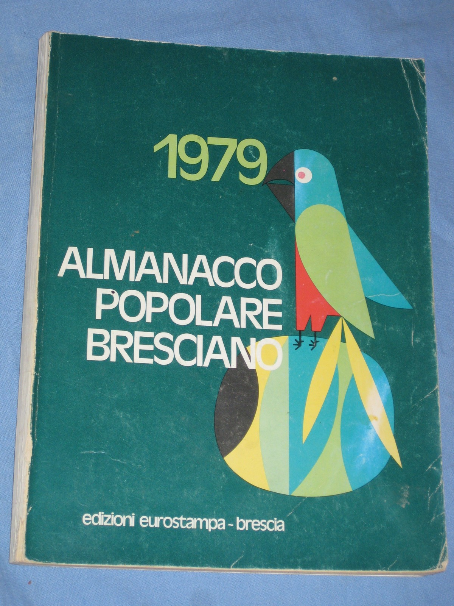 1979
ALMANACCO
POPOLARE
BRESCIANO
edizioni eurostampa - brescia